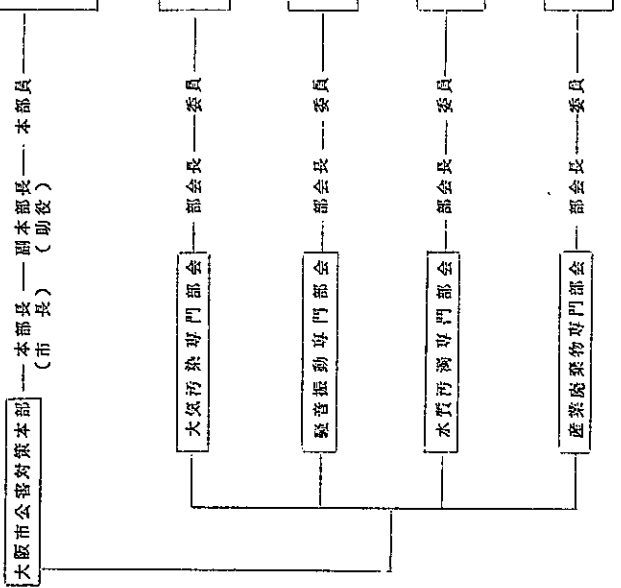 大阪市公害対策本部 本部長 副本部長 本部員
(市長) (助役)
大気汚染専門部会 部会長 委員
騒音振動専門部会 部会長 委員
水質汚濁専門部会 部会長 委員
産業廃棄物専門部会 部会長 委員